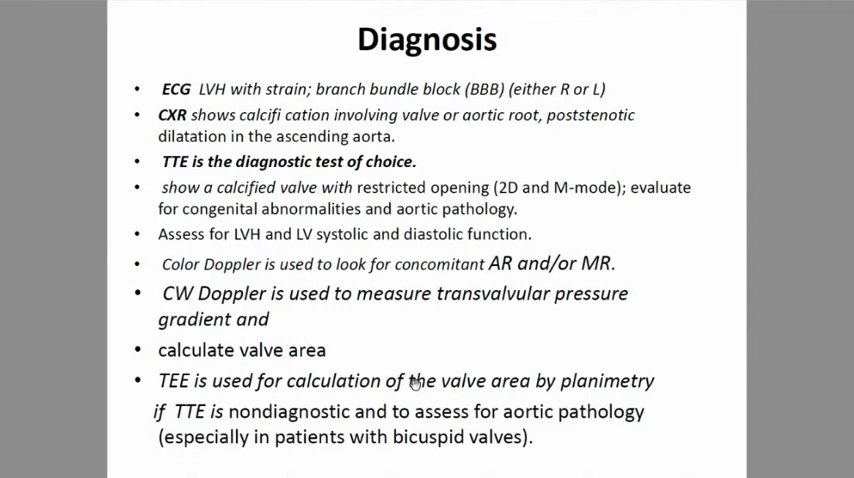 Diagnosis
• ECG LVH with strain; branch bundle block (BBB) (either R or L)
• CXR shows calcifi cation involving valve or aortic root, poststenotic
dilatation in the ascending aorta.
• TTE is the diagnostic test of choice.
• show a calcified valve with restricted opening (2D and M-mode); evaluate
for congenital abnormalities and aortic pathology.
• Assess for LVH and LV systolic and diastolic function.
• Color Doppler is used to look for concomitant AR and/or MR.
• CW Doppler is used to measure transvalvular pressure
gradient and
• calculate valve area
• TEE is used for calculation of the valve area by planimetry
if TTE is nondiagnostic and to assess for aortic pathology
(especially in patients with bicuspid valves).